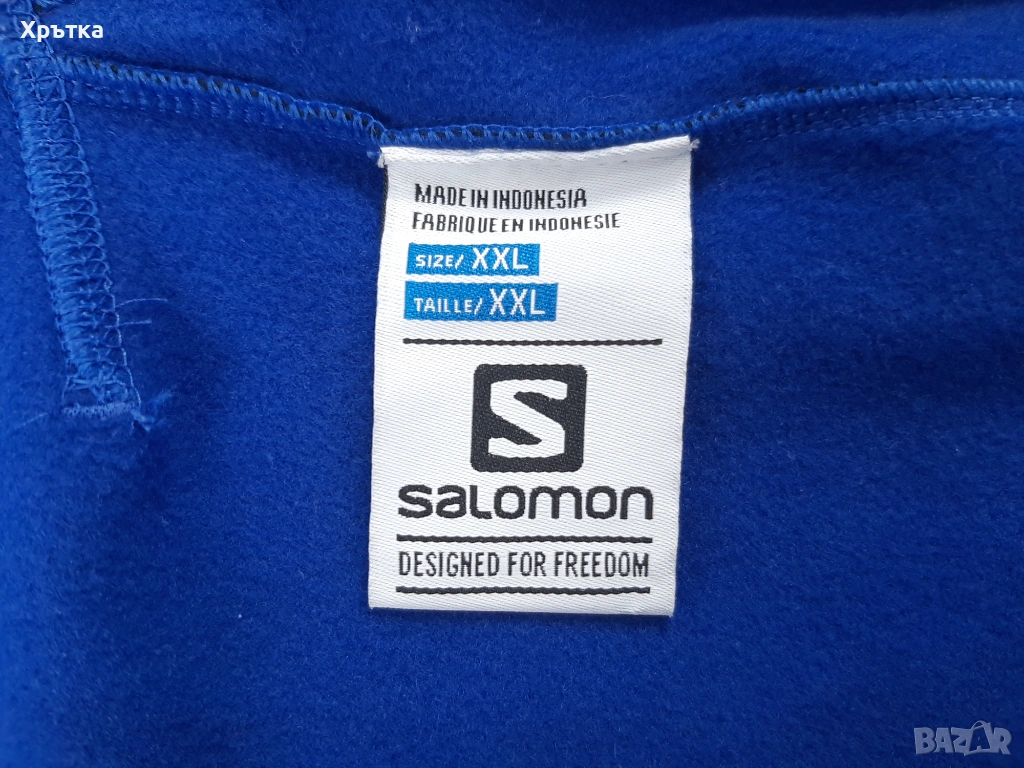 Хрътка
MADE IN INDONESIA
FABRIQUE EN INDONESIE
SIZE/ XXL
TAILLE/ XXL
S
SALOMON
DESIGNED FOR FREEDOM
BAZAR